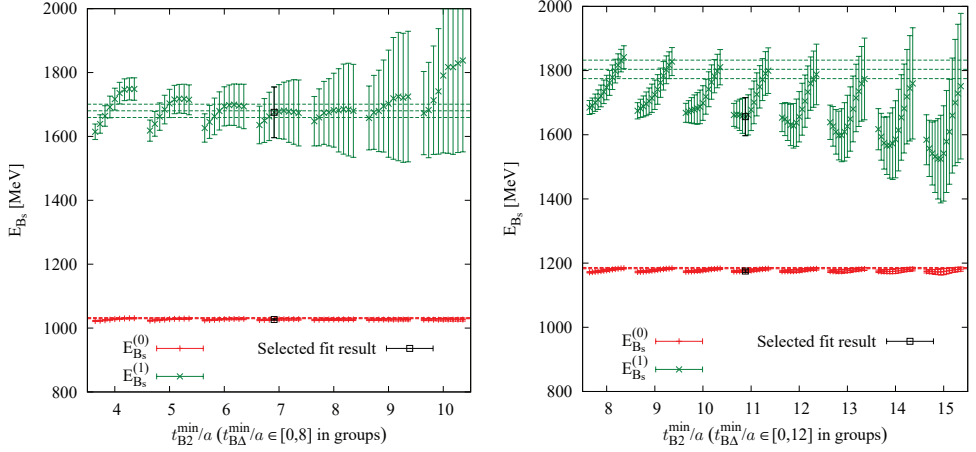 2000
1800
1600
1400
1200
1000
800
E_{B_s} [MeV]
E_{B_s}^{(0)}
E_{B_s}^{(1)}
Selected fit result
4 5 6 7 8 9 10
t_{B2}^{min}/a (t_{BΔ}^{min}/a ∈ [0,8] in groups)
2000
1800
1600
1400
1200
1000
800
E_{B_s} [MeV]
E_{B_s}^{(0)}
E_{B_s}^{(1)}
Selected fit result
8 9 10 11 12 13 14 15
t_{B2}^{min}/a (t_{BΔ}^{min}/a ∈ [0,12] in groups)